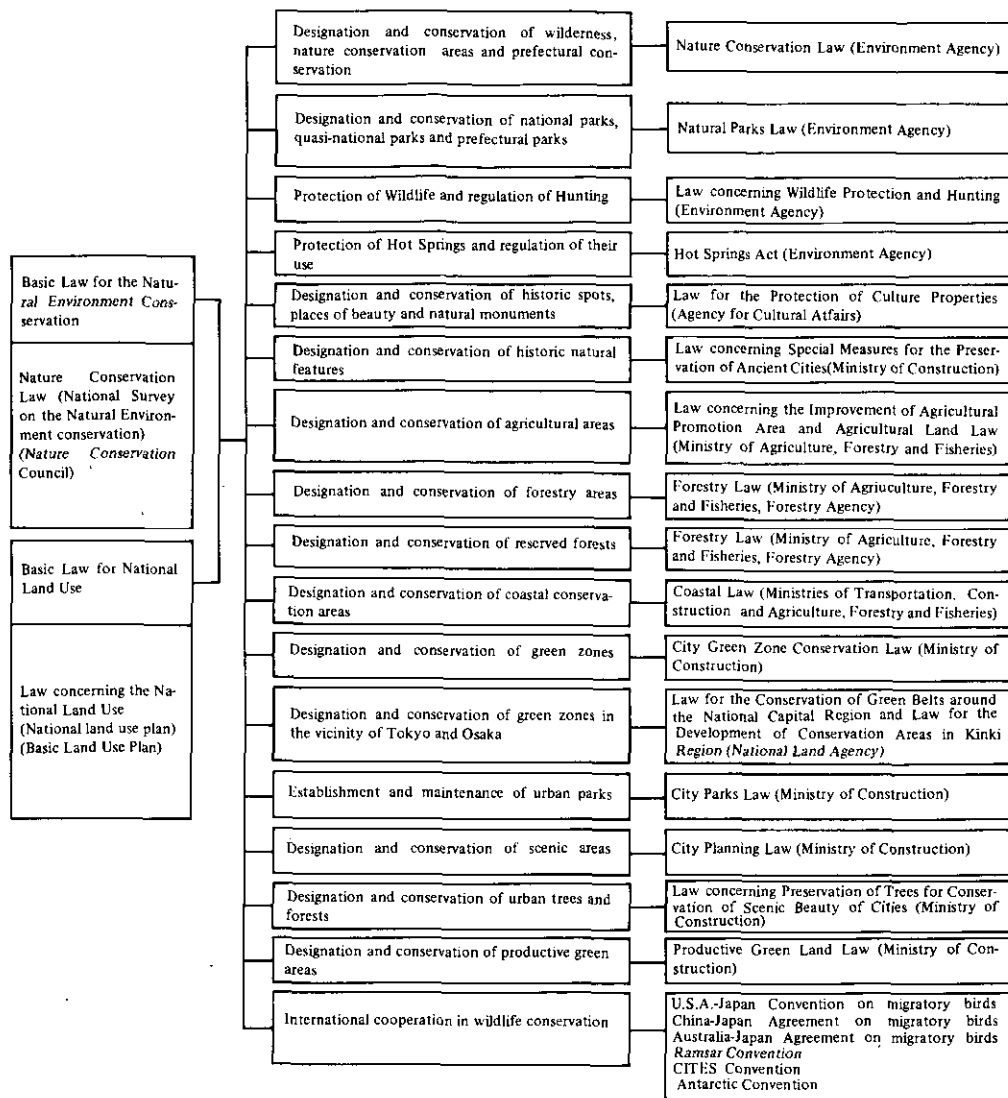 Basic Law for the Natu-
ral Environment Cons-
servation
Nature Conservation
Law (National Survey
on the Natural Environ-
ment conservation)
(Nature Conservation
Council)
Basic Law for National
Land Use
Law concerning the Na-
tional Land Use
(National land use plan)
(Basic Land Use Plan)
Designation and conservation of wilderness,
nature conservation areas and prefectural con-
servation
Nature Conservation Law (Environment Agency)
Designation and conservation of national parks,
quasi-national parks and prefectural parks
Natural Parks Law (Environment Agency)
Protection of Wildlife and regulation of Hunting
Law concerning Wildlife Protection and Hunting
(Environment Agency)
Protection of Hot Springs and regulation of their
use
Hot Springs Act (Environment Agency)
Designation and conservation of historic spots,
places of beauty and natural monuments
Law for the Protection of Culture Properties
(Agency for Cultural Atfairs)
Designation and conservation of historic natural
features
Law concerning Special Measures for the Preser-
vation of Ancient Cities(Ministry of Construction)
Designation and conservation of agricultural areas
Law concerning the Improvement of Agricultural
Promotion Area and Agricultural Land Law
(Ministry of Agriculture, Forestry and Fisheries)
Designation and conservation of forestry areas
Forestry Law (Ministry of Agriuculture, Forestry
and Fisheries, Forestry Agency)
Designation and conservation of reserved forests
Forestry Law (Ministry of Agriculture, Forestry
and Fisheries, Forestry Agency)
Designation and conservation of coastal conserva-
tion areas
Coastal Law (Ministries of Transportation, Con-
struction and Agriculture, Forestry and Fisheries)
Designation and conservation of green zones
City Green Zone Conservation Law (Ministry of
Construction)
Designation and conservation of green zones in
the vicinity of Tokyo and Osaka
Law for the Conservation of Green Belts around
the National Capital Region and Law for the
Development of Conservation Areas in Kinki
Region (National Land Agency)
Establishment and maintenance of urban parks
City Parks Law (Ministry of Construction)
Designation and conservation of scenic areas
City Planning Law (Ministry of Construction)
Designation and conservation of urban trees and
forests
Law concerning Preservation of Trees for Conser-
vation of Scenic Beauty of Cities (Ministry of
Construction)
Designation and conservation of productive green
areas
Productive Green Land Law (Ministry of Con-
struction)
International cooperation in wildlife conservation
U.S.A.-Japan Convention on migratory birds
China-Japan Agreement on migratory birds
Australia-Japan Agreement on migratory birds
Ramsar Convention
CITES Convention
Antarctic Convention